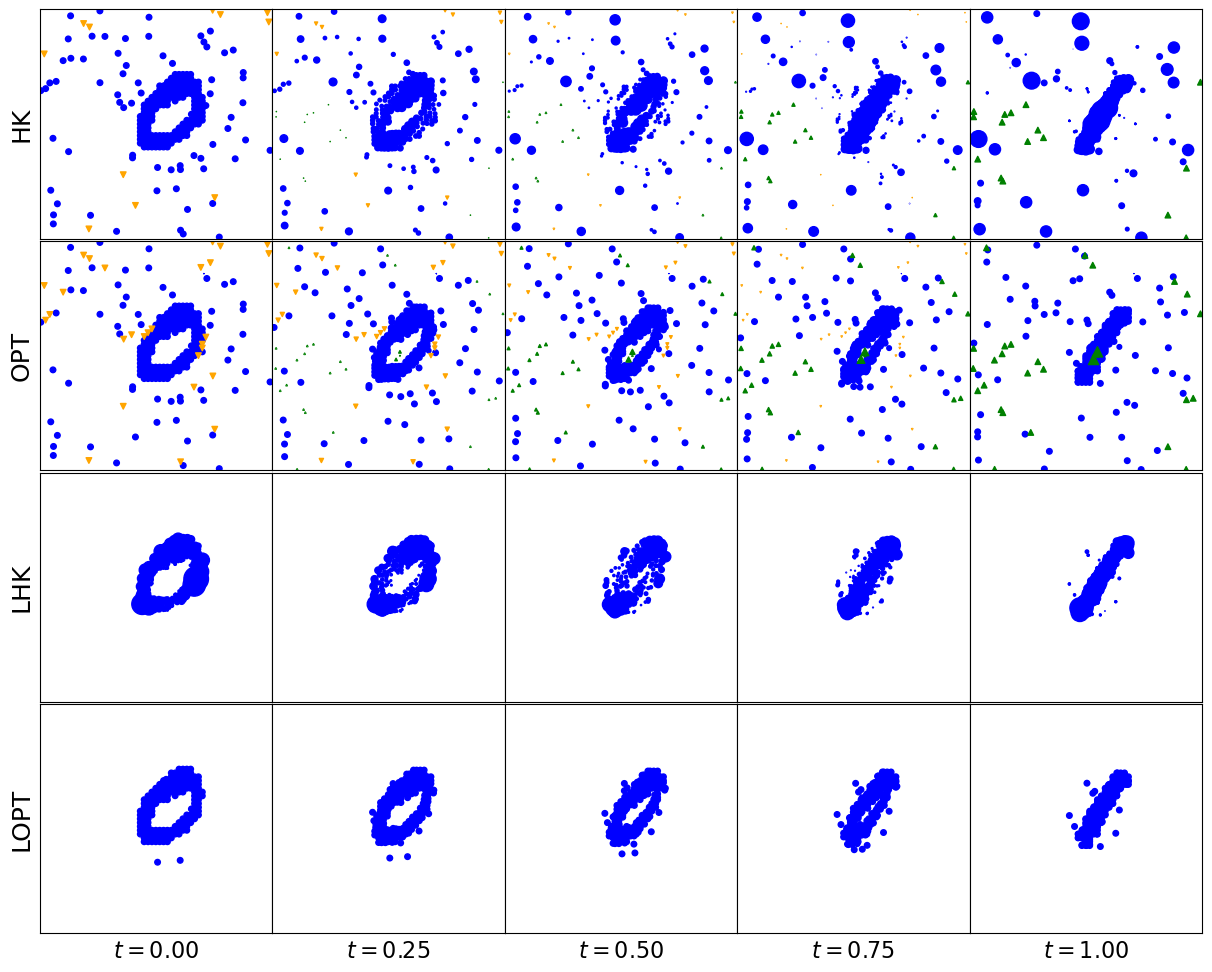 HK
OPT
LHK
LOPT
t = 0.00 t = 0.25 t = 0.50 t = 0.75 t = 1.00